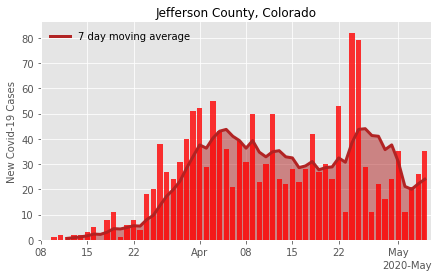 Jefferson County, Colorado
7 day moving average
New Covid-19 Cases
80
70
60
50
40
30
20
10
0
08 15 22 Apr 08 15 22 May
2020-May